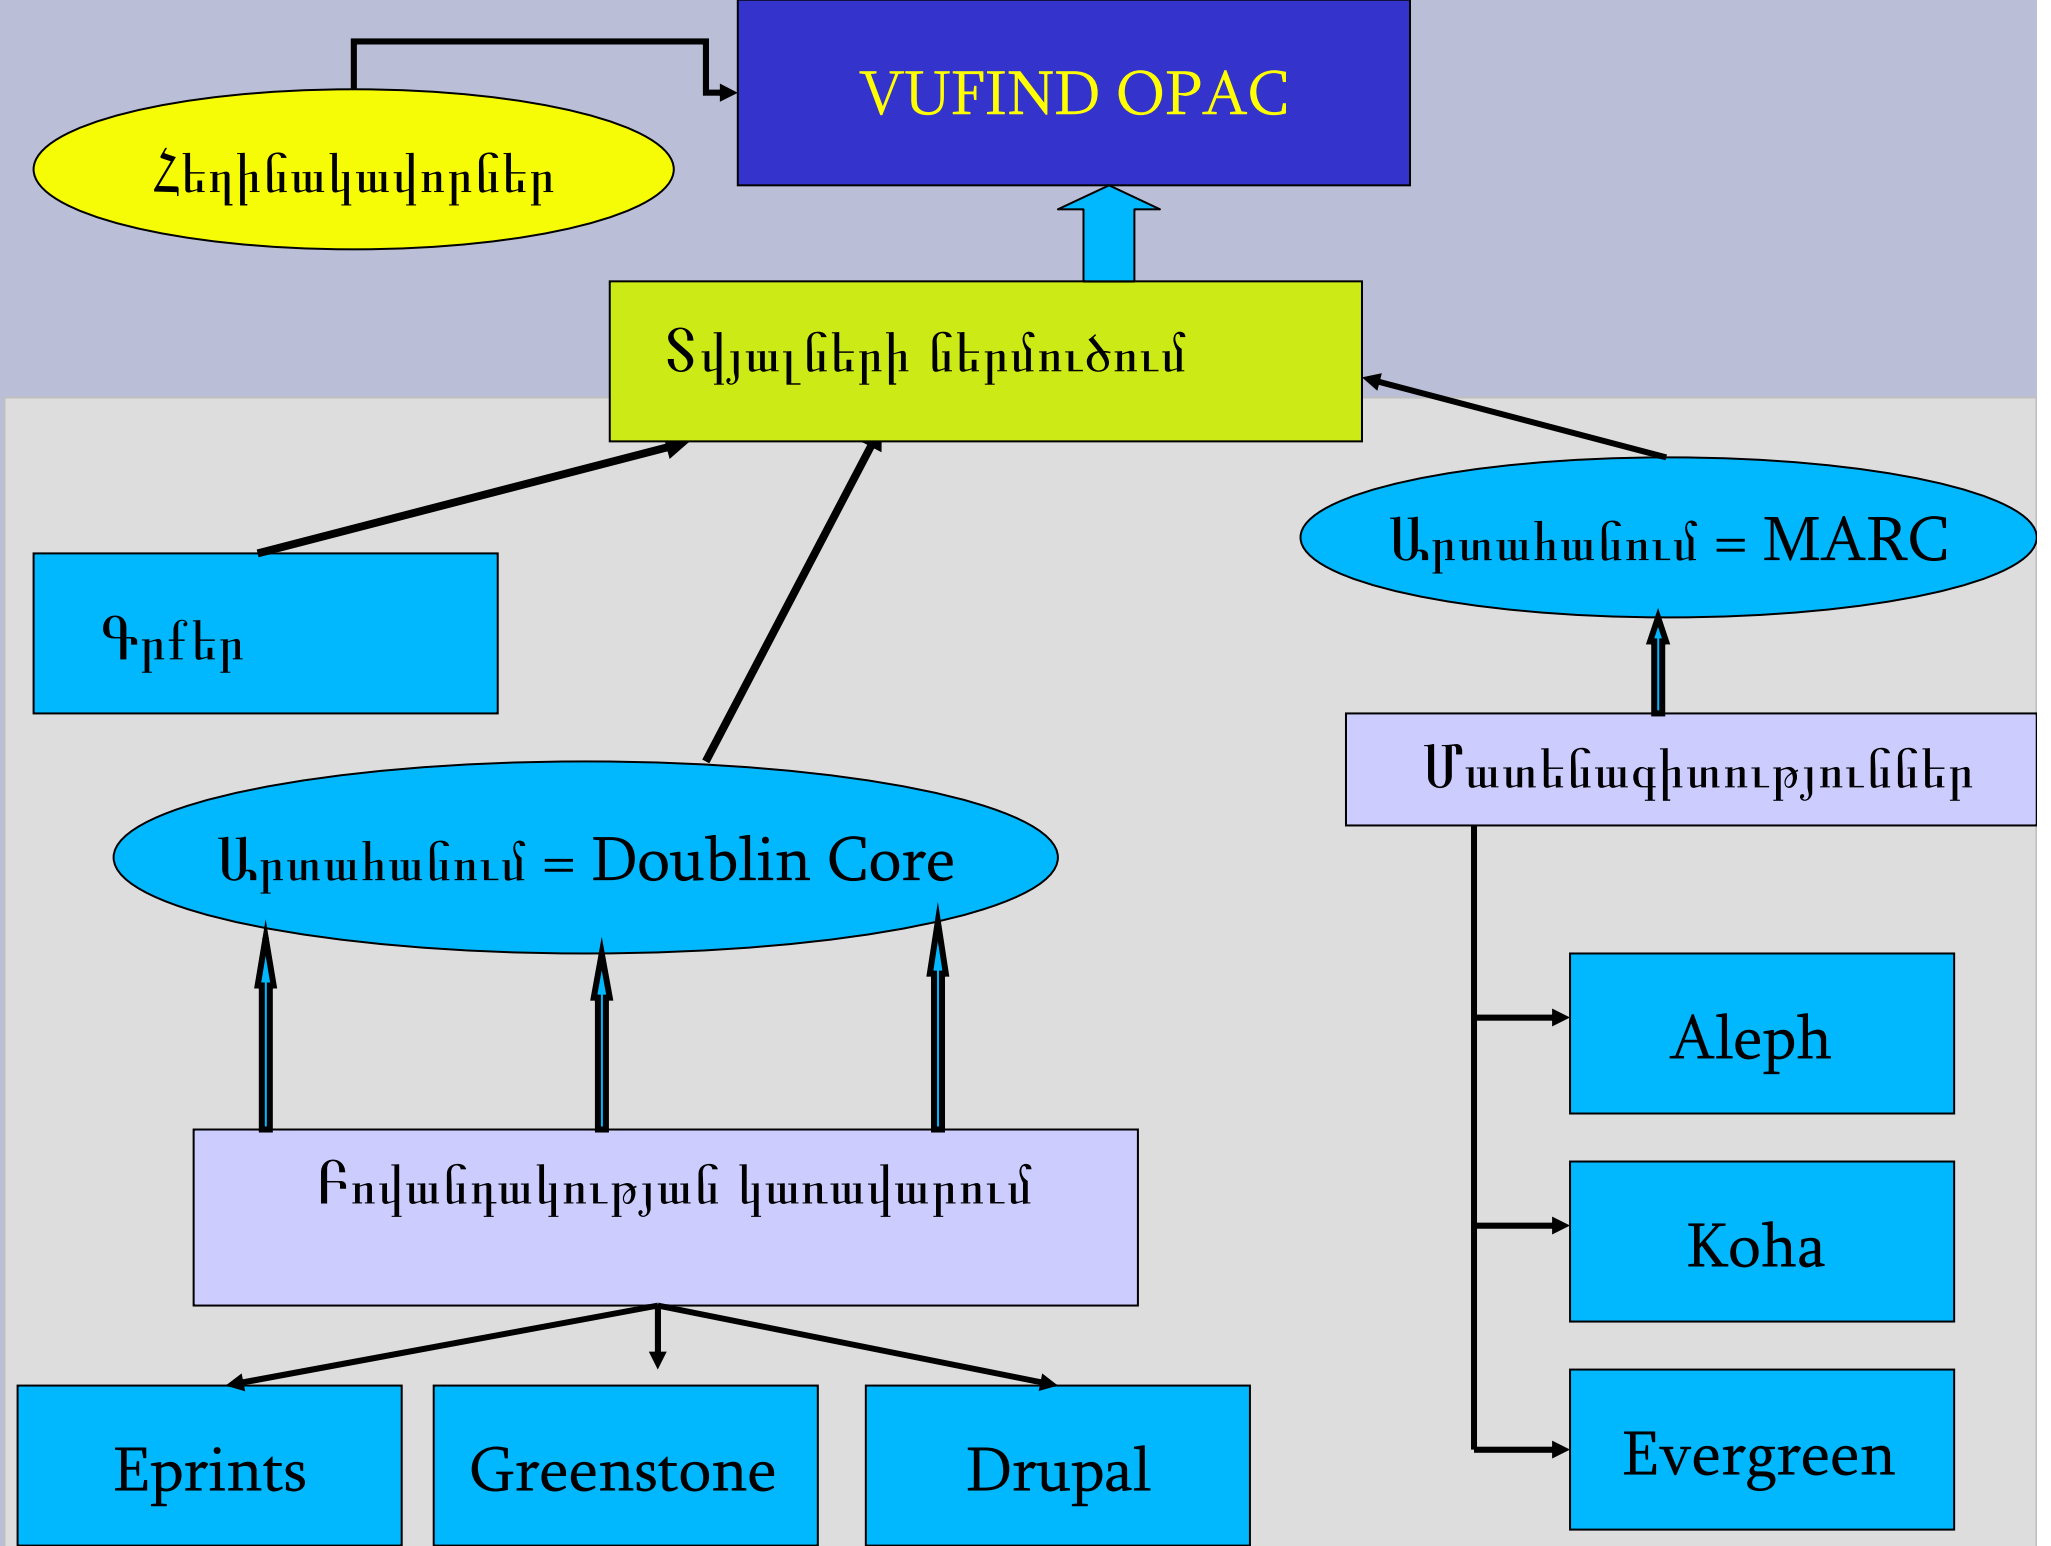 VUFIND OPAC
Հեղինակավորներ
Տվյալների ներմուծում
Արտահանում = MARC
Գրքեր
Մատենագիտություններ
Արտահանում = Doublin Core
Aleph
Բովանդակության կառավարում
Koha
Evergreen
Eprints
Greenstone
Drupal